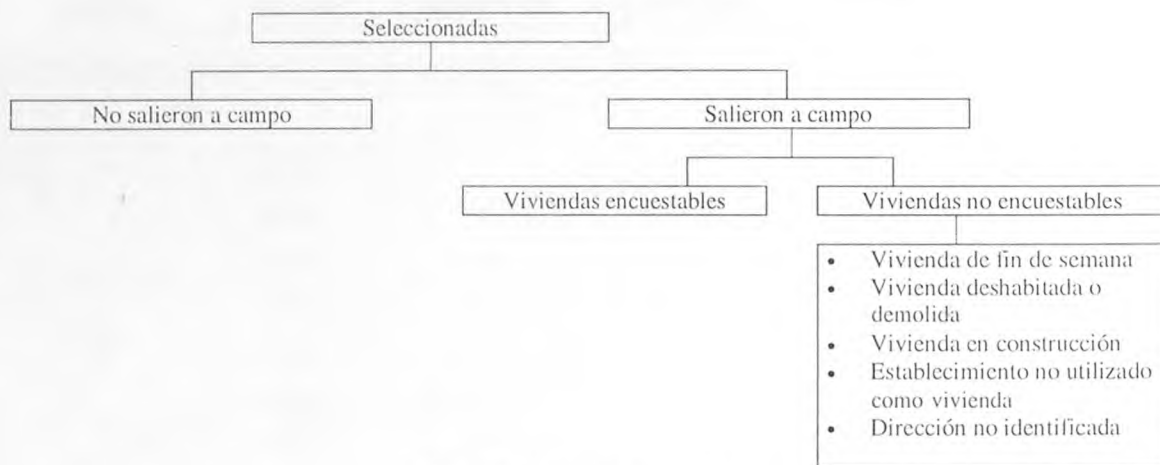 Seleccionadas
No salieron a campo
Salieron a campo
Viviendas encuestables
Viviendas no encuestables
• Vivienda de fin de semana
• Vivienda deshabitada o
demolida
• Vivienda en construcción
• Establecimiento no utilizado
como vivienda
• Dirección no identificada